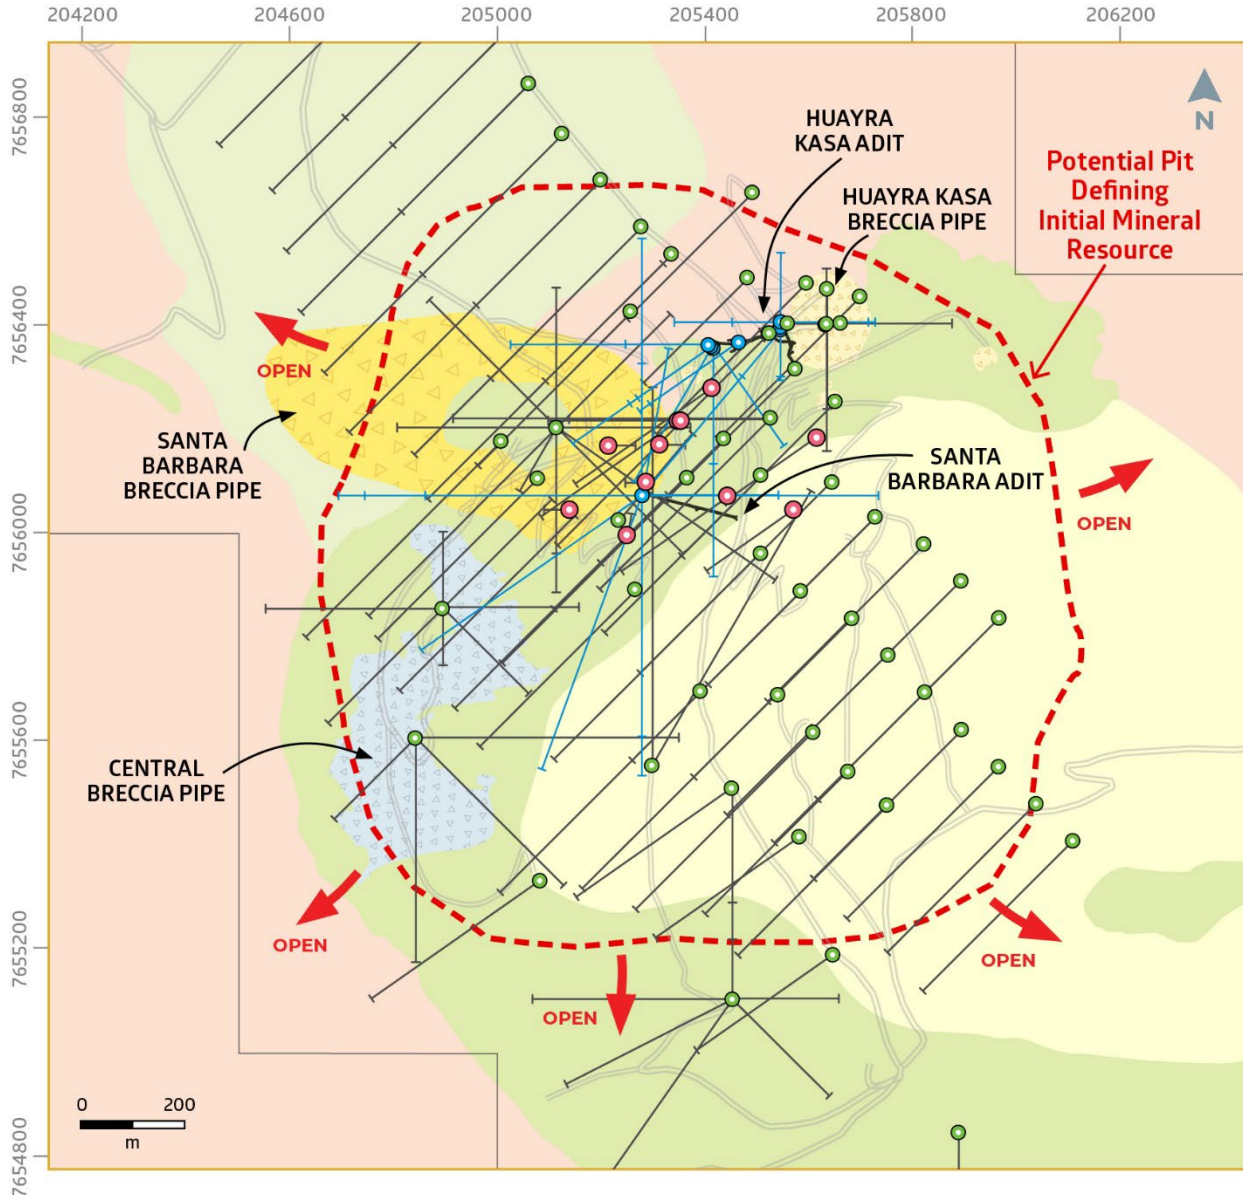 204200 204600 205000 205400 205800 206200
7656800
7656400
7656000
7655600
7655200
7654800
N
HUAYRA
KASA ADIT
HUAYRA KASA
BRECCIA PIPE
Potential Pit
Defining
Initial Mineral
Resource
OPEN
SANTA
BARBARA
BRECCIA PIPE
SANTA
BARBARA ADIT
OPEN
CENTRAL
BRECCIA PIPE
OPEN
OPEN
OPEN
0 200
m